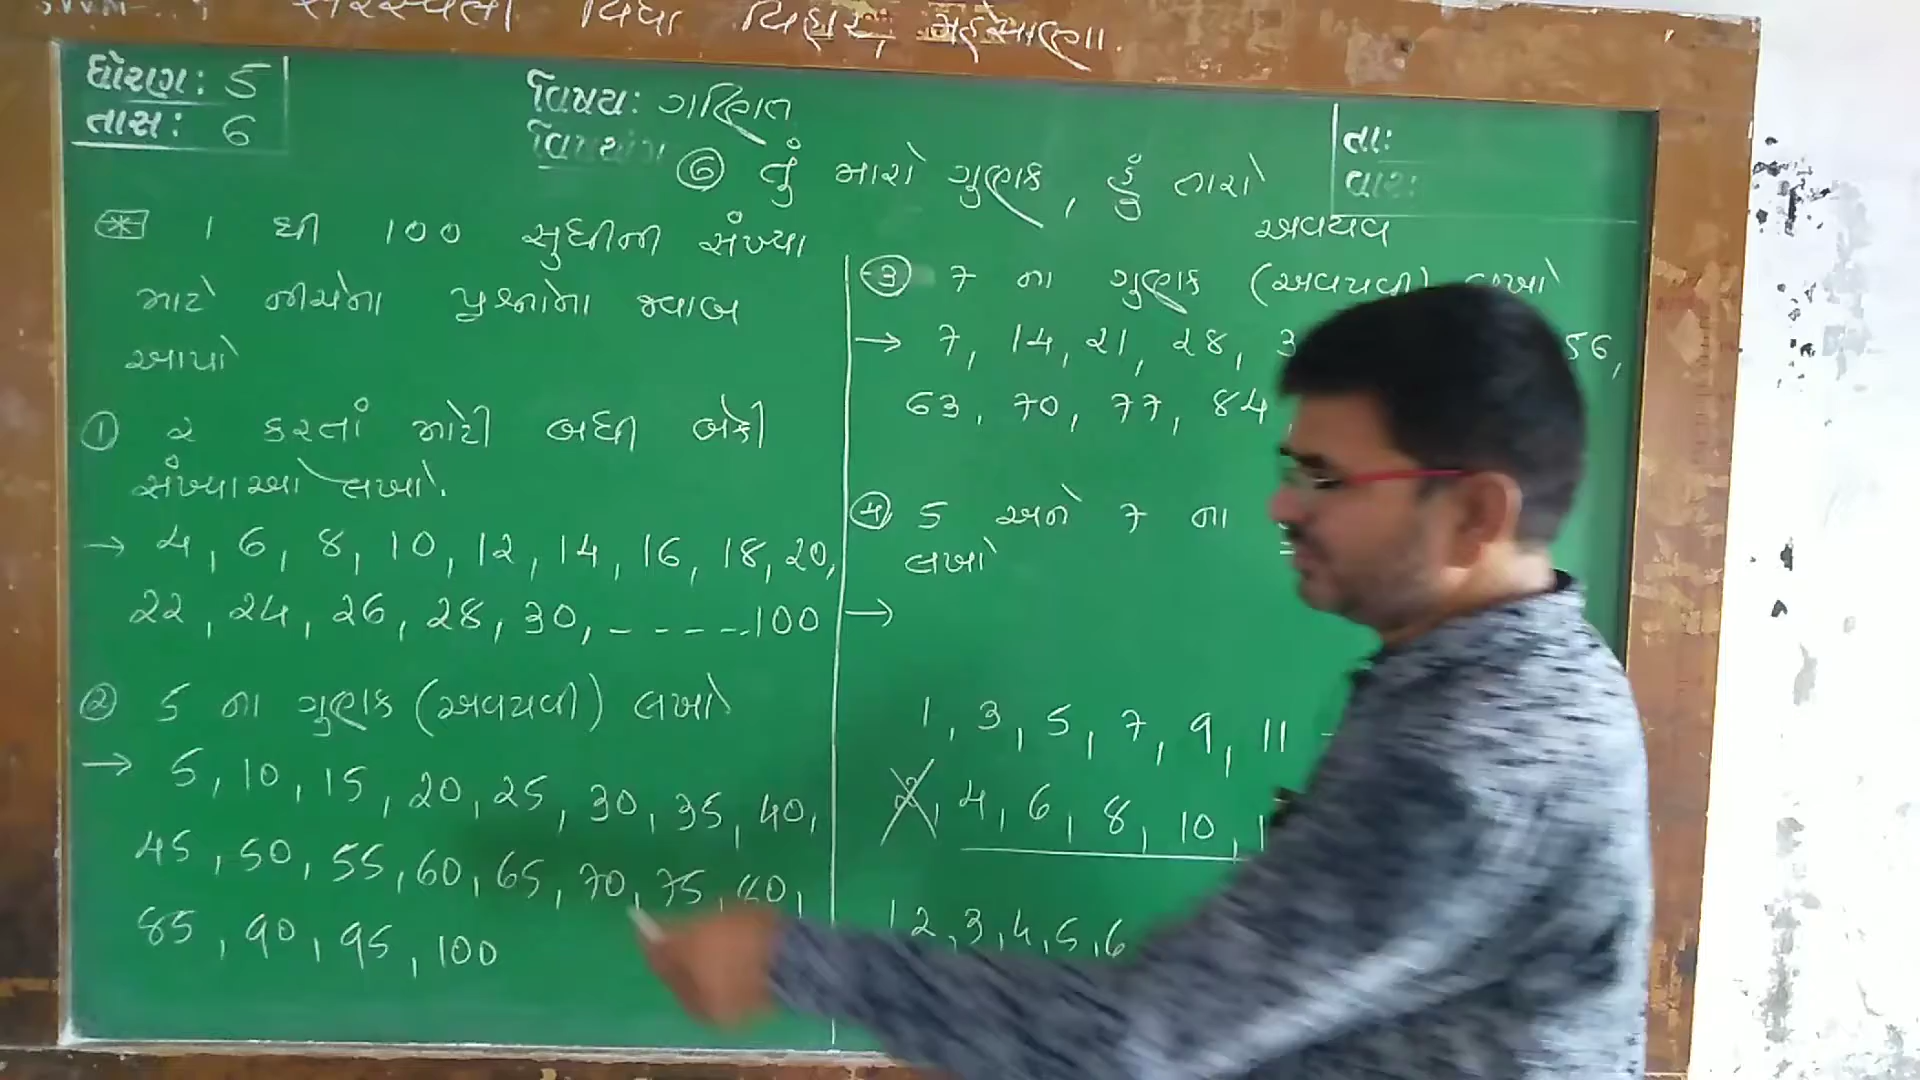 સરસ્વતી વિદ્યા વિહાર, મહેસાણા.
ધોરણ: 5
તાસ: 6
વિષય: ગણિત
તા:
વાર:
⑥ તું મારો ગુણક, હું તારો
અવયવ
* 1 થી 100 સુધીની સંખ્યા
માટે નીચેના પ્રશ્નોના જવાબ
આપો
① ૨ કરતાં મોટી બધી બેકી
સંખ્યાઓ લખો.
→ 4, 6, 8, 10, 12, 14, 16, 18, 20,
22, 24, 26, 28, 30, - - - - .. 100
② 5 ના ગુણક (અવયવી) લખો
→ 5, 10, 15, 20, 25, 30, 35, 40,
45, 50, 55, 60, 65, 70, 75, 80,
85, 90, 95, 100
③ 7 ના ગુણક (અવયવી) લખો
→ 7, 14, 21, 28, 3 56,
63, 70, 77, 84,
④ 5 અને 7 ના
લખો
→
1, 3, 5, 7, 9, 11
2, 4, 6, 8, 10, 1
1 2, 3, 4, 5, 6